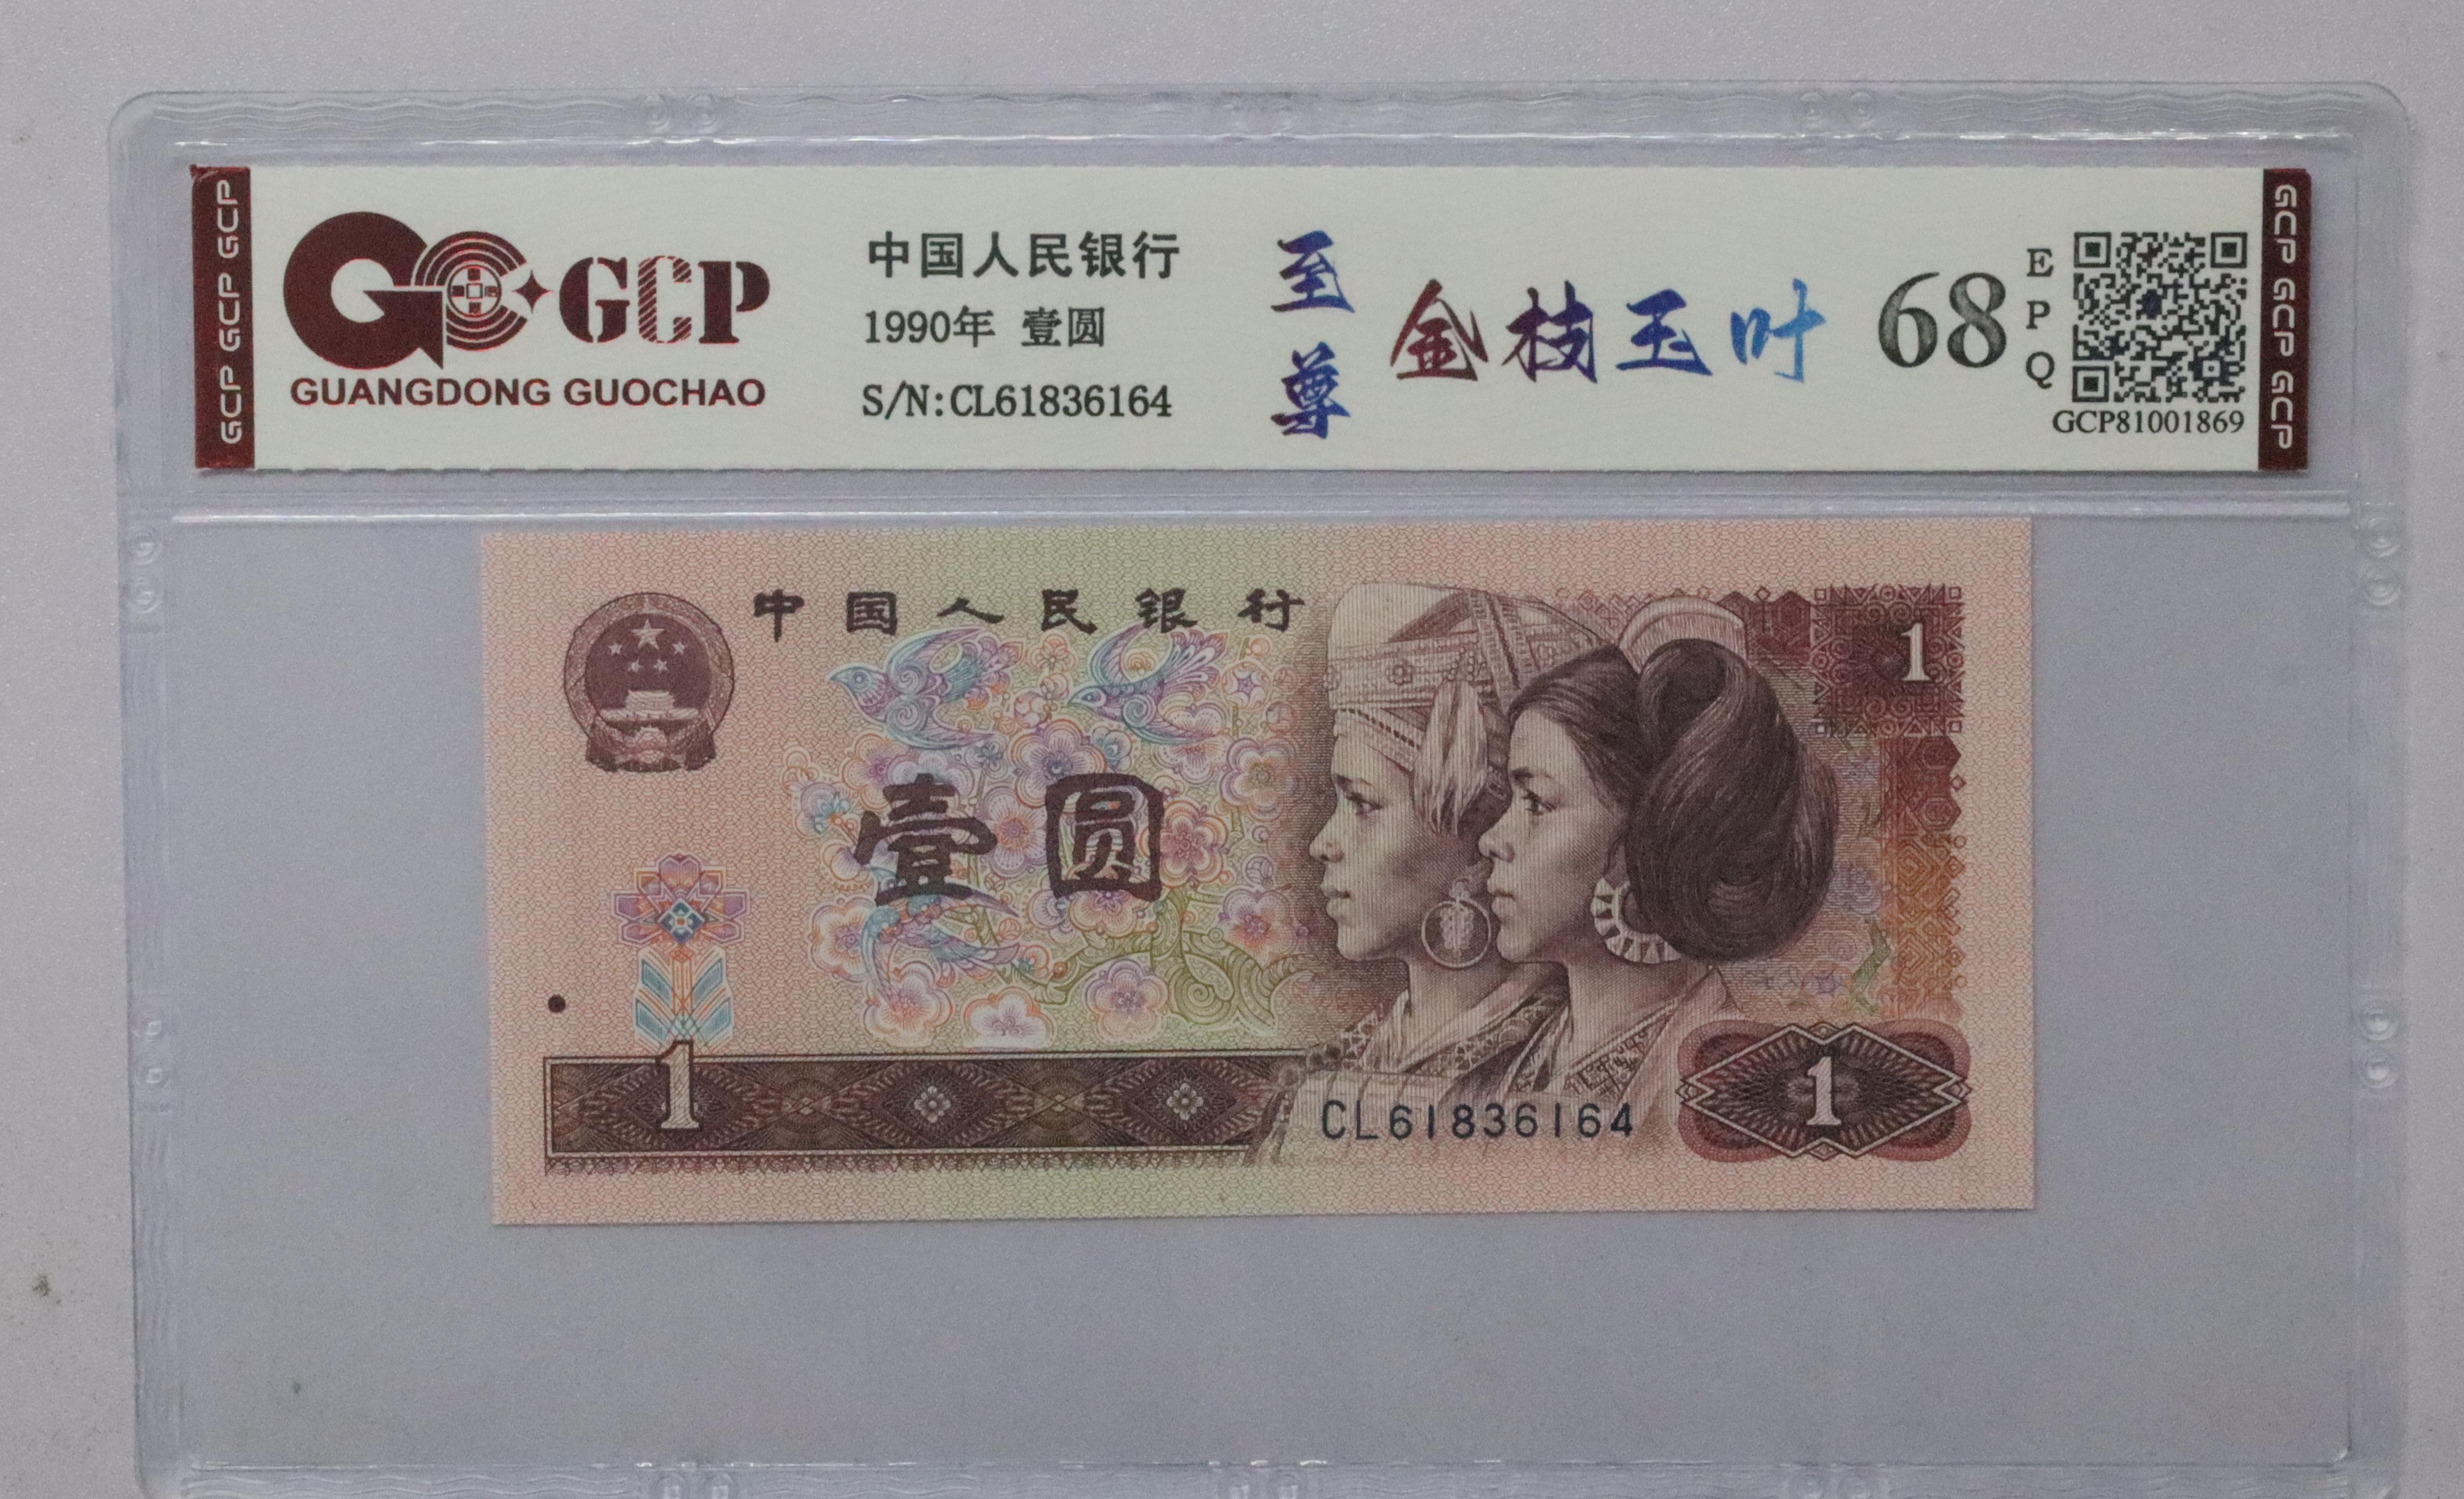 GCP GCP GCP
GCP
GUANGDONG GUOCHAO
中国人民银行
1990年 壹圆
S/N:CL61836164
至尊
金枝玉叶
68
EPQ
GCP81001869
GCP GCP GCP
中国人民银行
1
壹圆
1
CL61836164
1